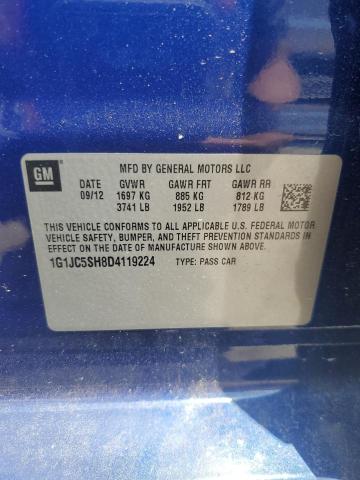 GM
MFD BY GENERAL MOTORS LLC
DATE GVWR GAWR FRT GAWR RR
09/12 1697 KG 885 KG 812 KG
3741 LB 1952 LB 1789 LB
THIS VEHICLE CONFORMS TO ALL APPLICABLE U.S. FEDERAL MOTOR
VEHICLE SAFETY, BUMPER, AND THEFT PREVENTION STANDARDS IN
EFFECT ON THE DATE OF MANUFACTURE SHOWN ABOVE.
1G1JC5SH8D4119224 TYPE: PASS CAR